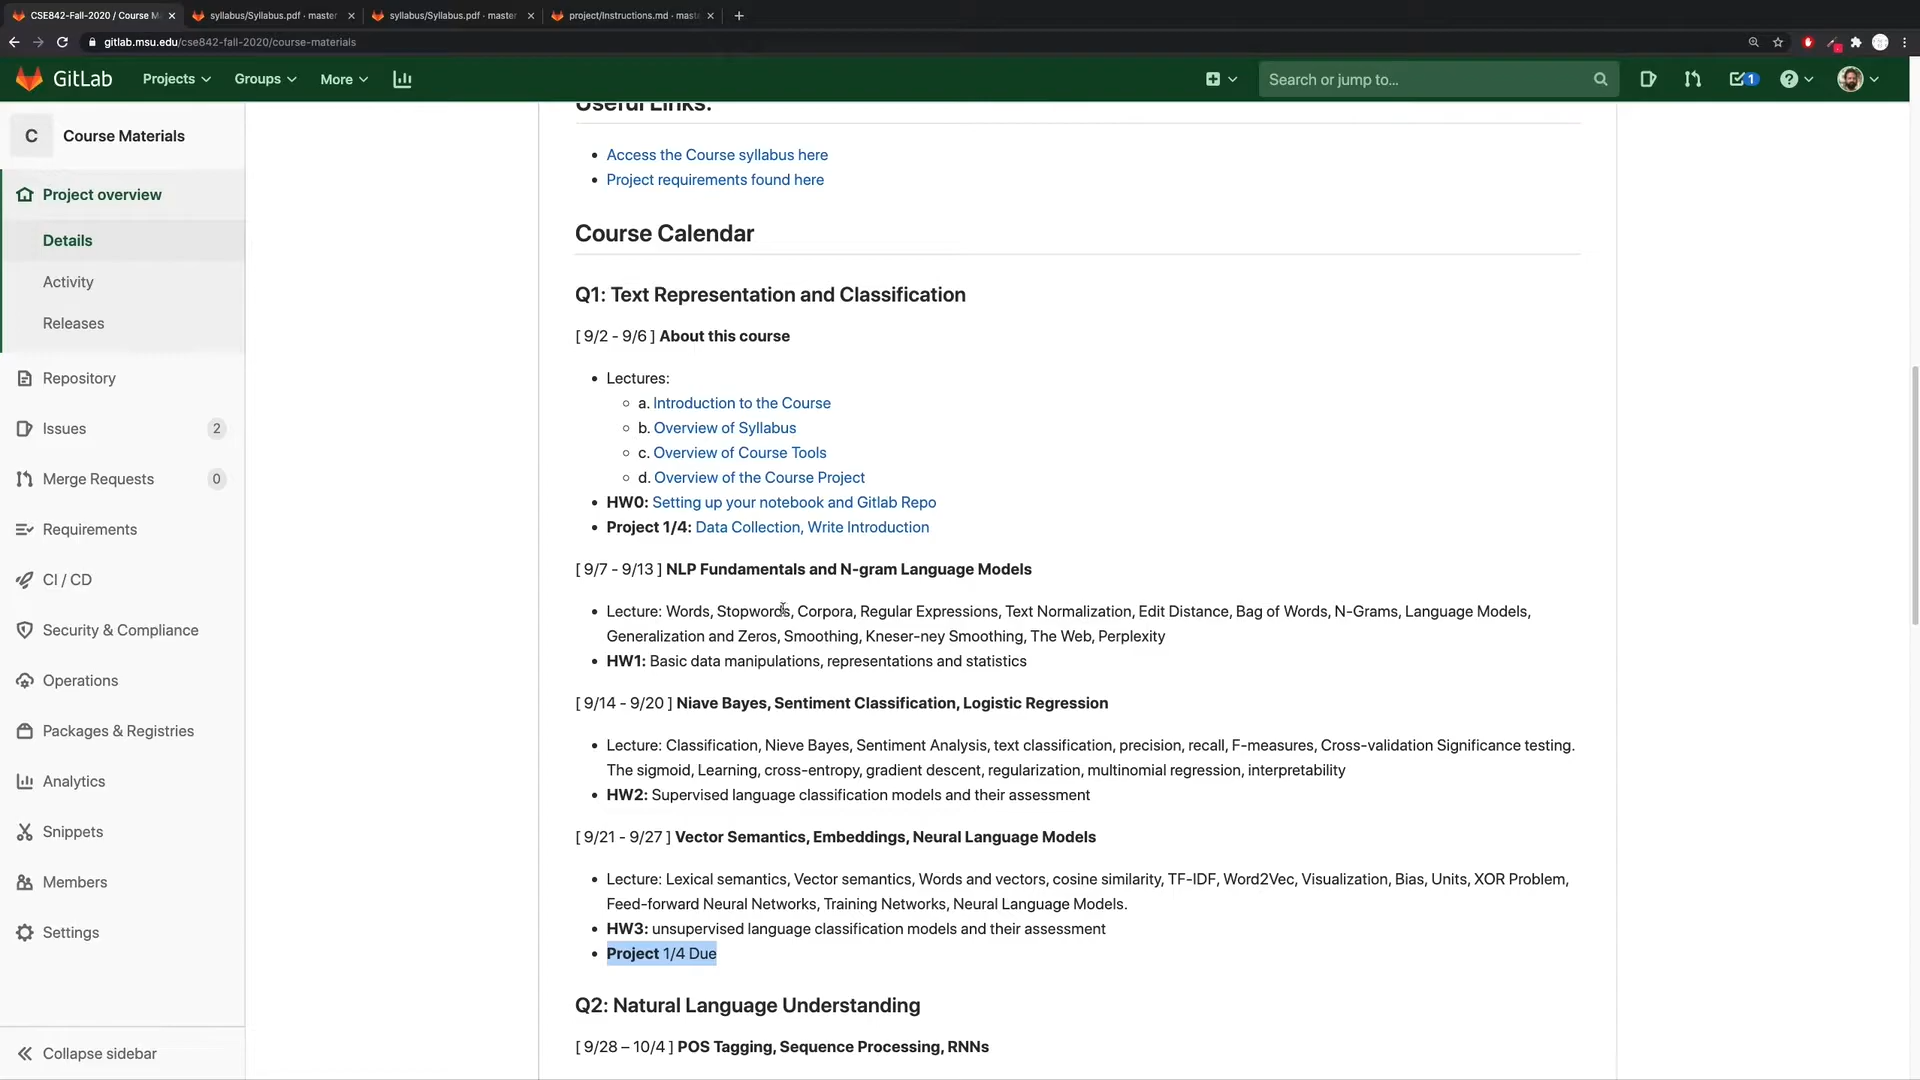 CSE842-Fall-2020 / Course M
syllabus/Syllabus.pdf · master
syllabus/Syllabus.pdf · master
project/Instructions.md · mast
gitlab.msu.edu/cse842-fall-2020/course-materials
GitLab
Projects
Groups
More
Search or jump to...
1
C
Course Materials
Project overview
Details
Activity
Releases
Repository
Issues
2
Merge Requests
0
Requirements
CI / CD
Security & Compliance
Operations
Packages & Registries
Analytics
Snippets
Members
Settings
Collapse sidebar
Useful Links:
Access the Course syllabus here
Project requirements found here
Course Calendar
Q1: Text Representation and Classification
[ 9/2 - 9/6 ] About this course
Lectures:
a. Introduction to the Course
b. Overview of Syllabus
c. Overview of Course Tools
d. Overview of the Course Project
HW0: Setting up your notebook and Gitlab Repo
Project 1/4: Data Collection, Write Introduction
[ 9/7 - 9/13 ] NLP Fundamentals and N-gram Language Models
Lecture: Words, Stopwords, Corpora, Regular Expressions, Text Normalization, Edit Distance, Bag of Words, N-Grams, Language Models,
Generalization and Zeros, Smoothing, Kneser-ney Smoothing, The Web, Perplexity
HW1: Basic data manipulations, representations and statistics
[ 9/14 - 9/20 ] Niave Bayes, Sentiment Classification, Logistic Regression
Lecture: Classification, Nieve Bayes, Sentiment Analysis, text classification, precision, recall, F-measures, Cross-validation Significance testing.
The sigmoid, Learning, cross-entropy, gradient descent, regularization, multinomial regression, interpretability
HW2: Supervised language classification models and their assessment
[ 9/21 - 9/27 ] Vector Semantics, Embeddings, Neural Language Models
Lecture: Lexical semantics, Vector semantics, Words and vectors, cosine similarity, TF-IDF, Word2Vec, Visualization, Bias, Units, XOR Problem,
Feed-forward Neural Networks, Training Networks, Neural Language Models.
HW3: unsupervised language classification models and their assessment
Project 1/4 Due
Q2: Natural Language Understanding
[ 9/28 – 10/4 ] POS Tagging, Sequence Processing, RNNs